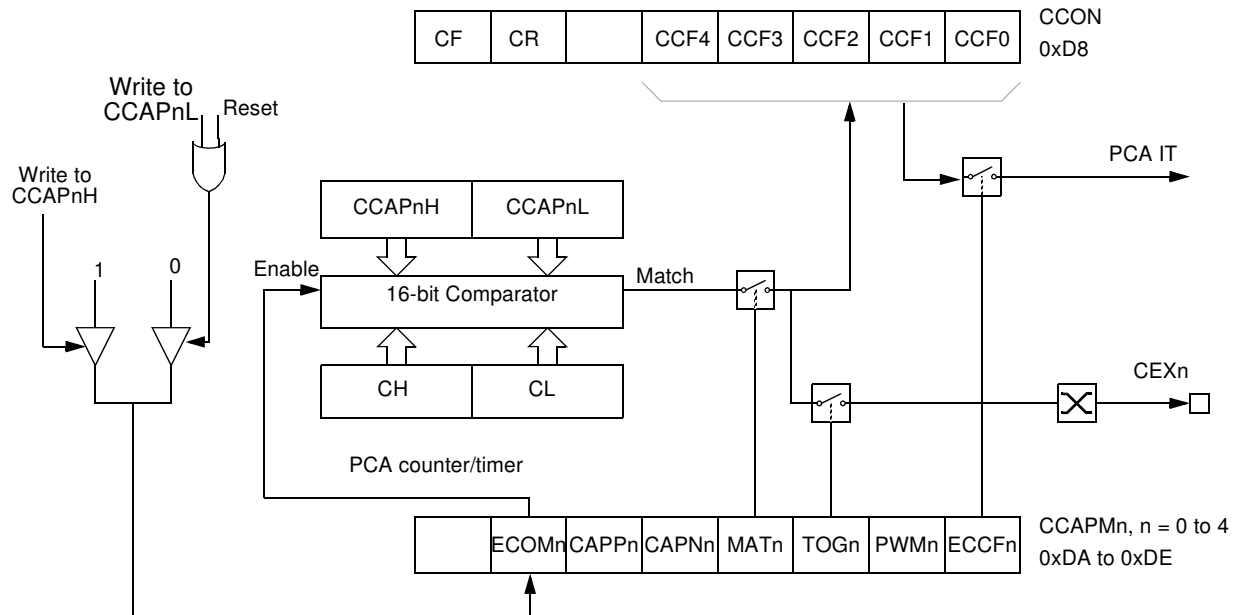 CF CR CCF4 CCF3 CCF2 CCF1 CCF0
CCON
0xD8
Write to
CCAPnL
Reset
Write to
CCAPnH
PCA IT
CCAPnH CCAPnL
1 0
Enable
16-bit Comparator
Match
CH CL
CEXn
PCA counter/timer
ECOMn CAPPn CAPNn MATn TOGn PWMn ECCFn
CCAPMn, n = 0 to 4
0xDA to 0xDE